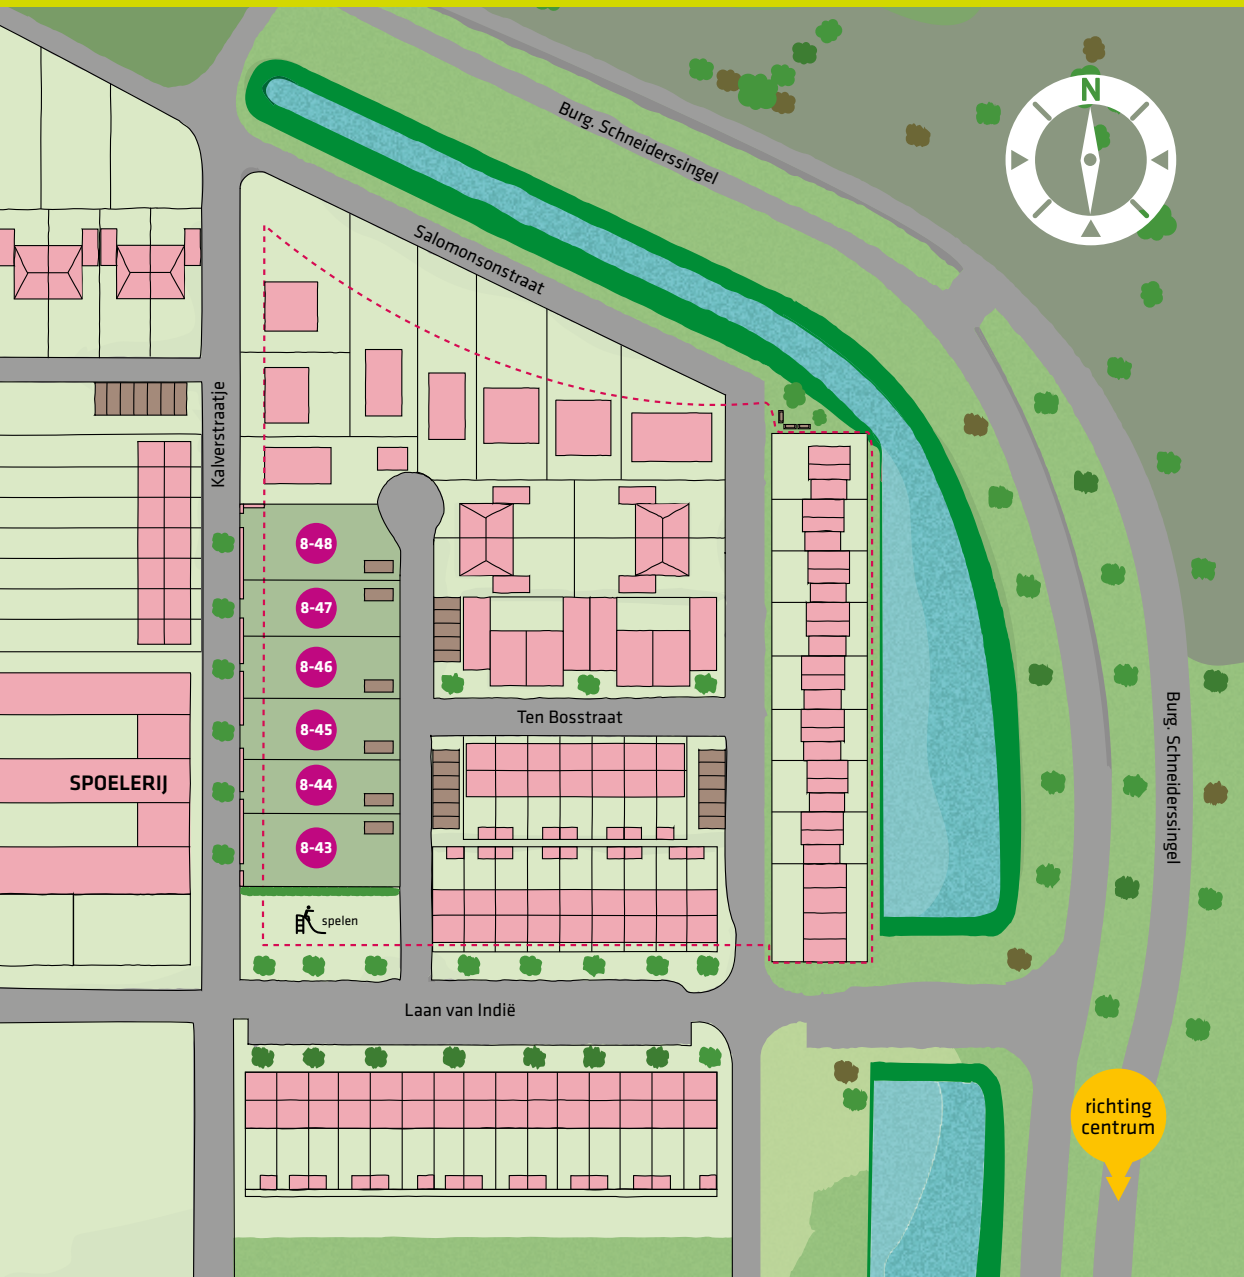 N
Burg. Schneiderssingel
Salomonsonstraat
Kalverstraatje
8-48
8-47
8-46
8-45
8-44
8-43
Ten Bosstraat
Burg. Schneiderssingel
SPOELERIJ
spelen
Laan van Indië
richting
centrum